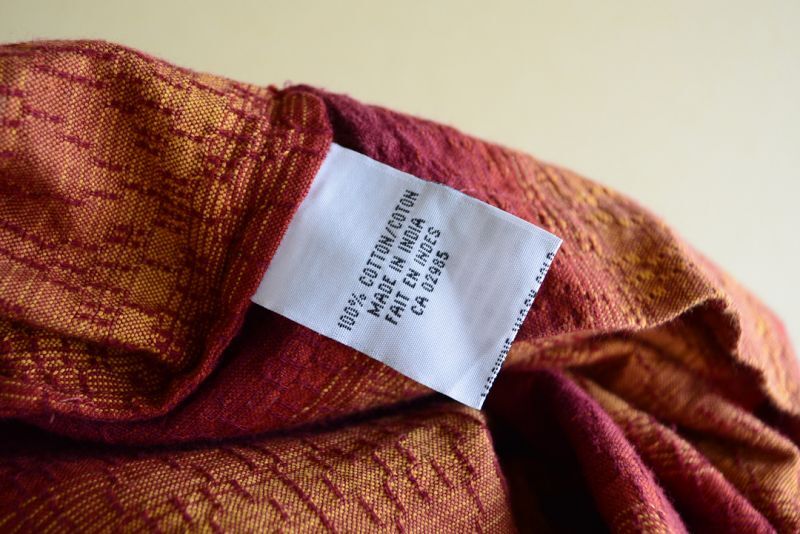 100% COTTON/COTON
MADE IN INDIA
FAIT EN INDES
CA 02985